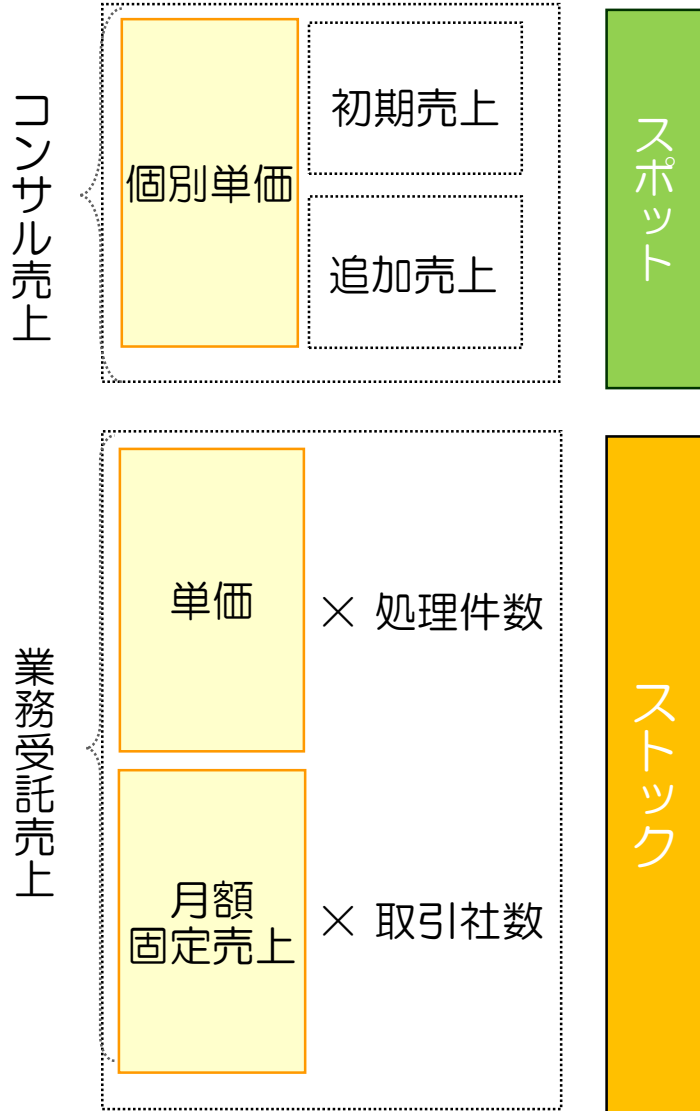 コンサル売上
個別単価
初期売上
追加売上
スポット
業務受託売上
単価
× 処理件数
月額
固定売上
× 取引社数
ストック